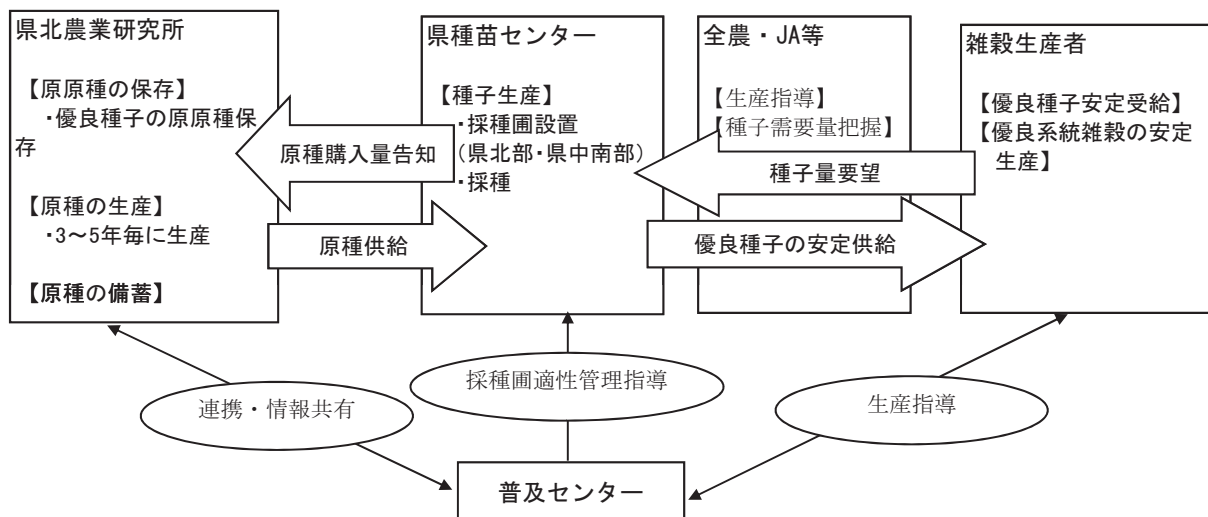 県北農業研究所
【原原種の保存】
・優良種子の原原種保
存
【原種の生産】
・3～5年毎に生産
【原種の備蓄】
原種購入量告知
原種供給
県種苗センター
【種子生産】
・採種圃設置
（県北部・県中南部）
・採種
全農・JA等
【生産指導】
【種子需要量把握】
種子量要望
優良種子の安定供給
雑穀生産者
【優良種子安定受給】
【優良系統雑穀の安定
生産】
連携・情報共有
採種圃適性管理指導
生産指導
普及センター